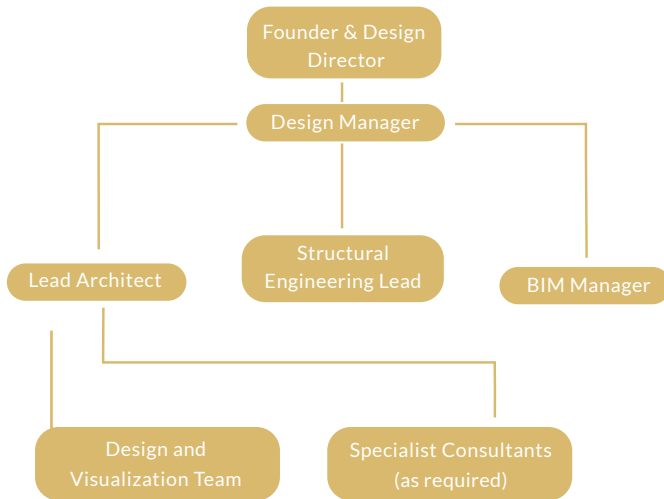 Founder & Design
Director
Design Manager
Structural
Engineering Lead
Lead Architect
BIM Manager
Design and
Visualization Team
Specialist Consultants
(as required)